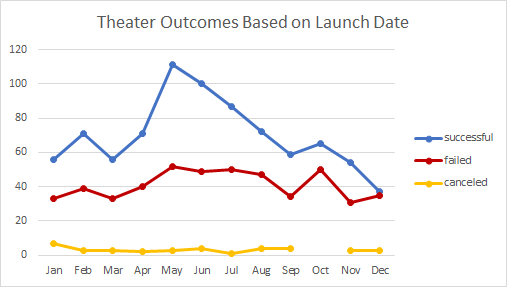 Theater Outcomes Based on Launch Date
120
100
80
60
40
20
0
Jan Feb Mar Apr May Jun Jul Aug Sep Oct Nov Dec
successful
failed
canceled